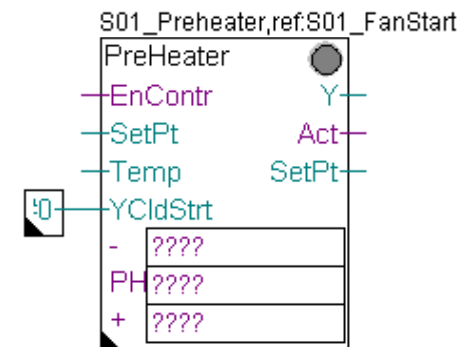 S01_Preheater,ref:S01_FanStart
PreHeater
EnContr Y
SetPt Act
Temp SetPt
!0 YCldStrt
- ????
PH ????
+ ????